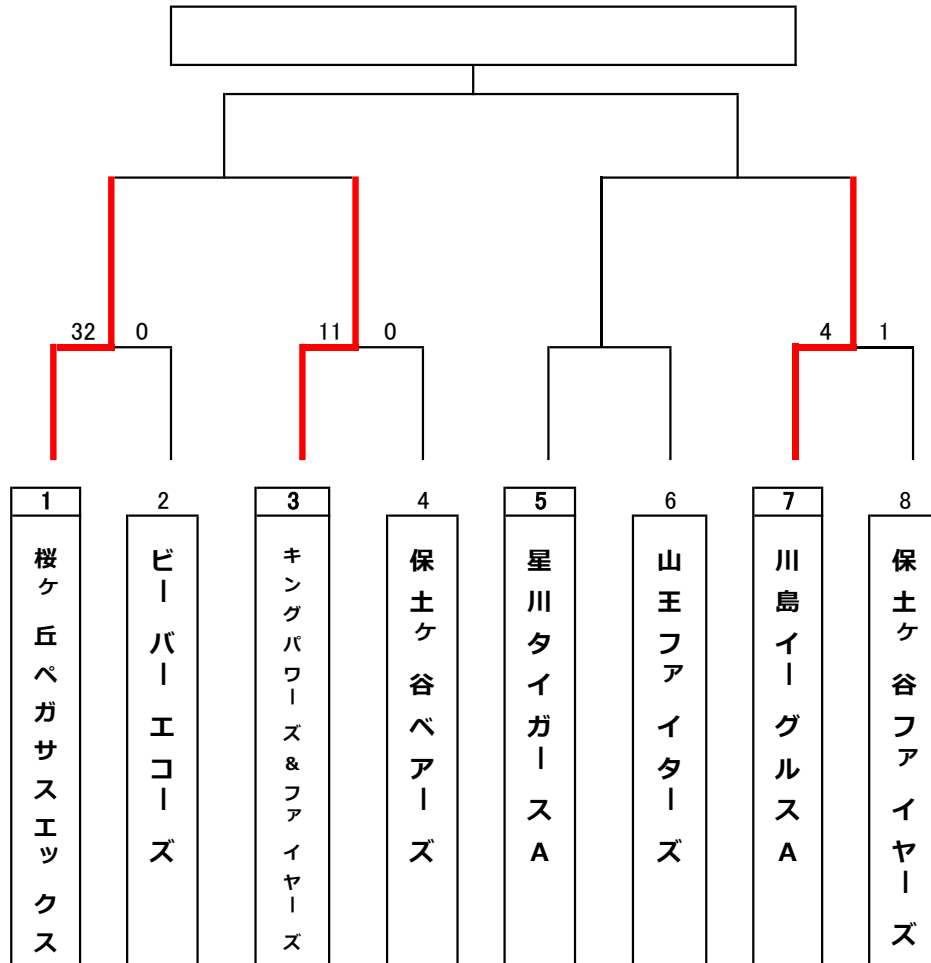 32 0 11 0 4 1
1 2 3 4 5 6 7 8
桜ヶ丘ペガサスエックス
ビーバーエコーズ
キングパワーズ&ファイヤーズ
保土ヶ谷ベアーズ
星川タイガースA
山王ファイターズ
川島イーグルスA
保土ヶ谷ファイヤーズ